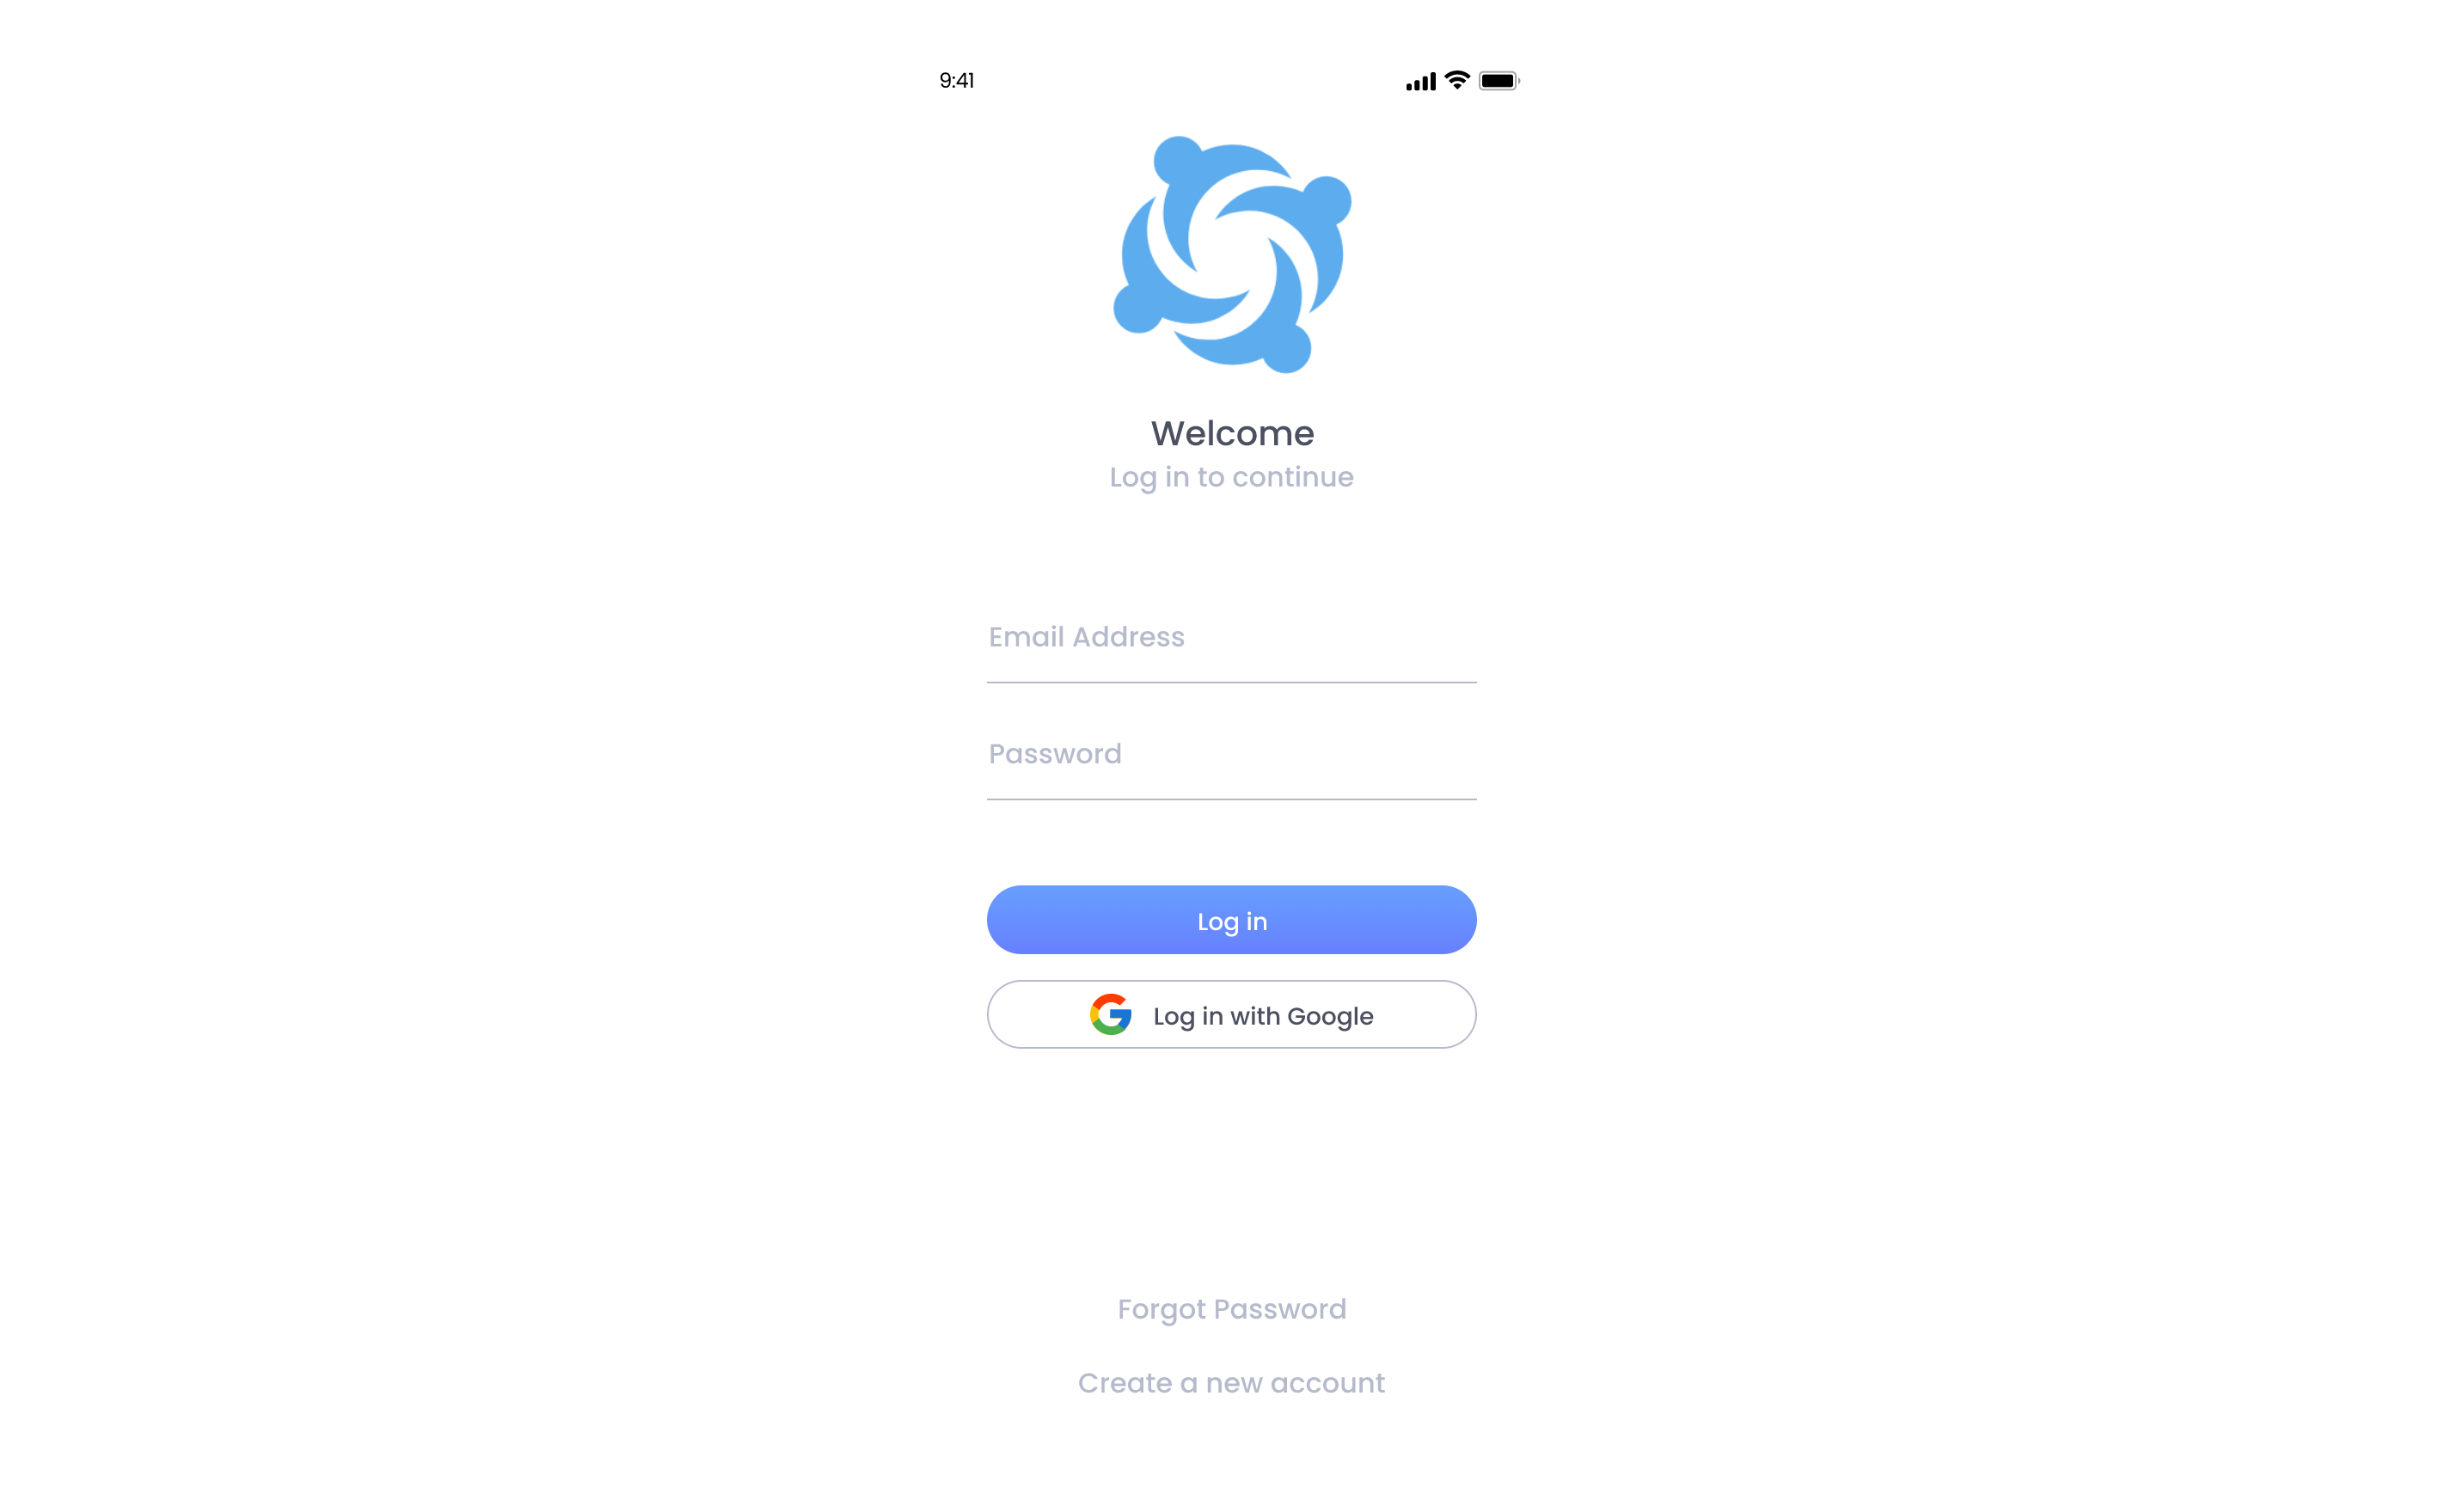 9:41
Welcome
Log in to continue
Email Address
Password
Log in
Log in with Google
Forgot Password
Create a new account